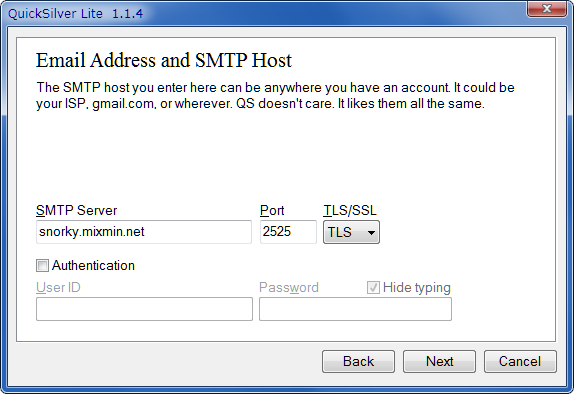 QuickSilver Lite 1.1.4
Email Address and SMTP Host
The SMTP host you enter here can be anywhere you have an account. It could be
your ISP, gmail.com, or wherever. QS doesn't care. It likes them all the same.
SMTP Server Port TLS/SSL
snorky.mixmin.net 2525 TLS
Authentication
User ID Password Hide typing
Back Next Cancel